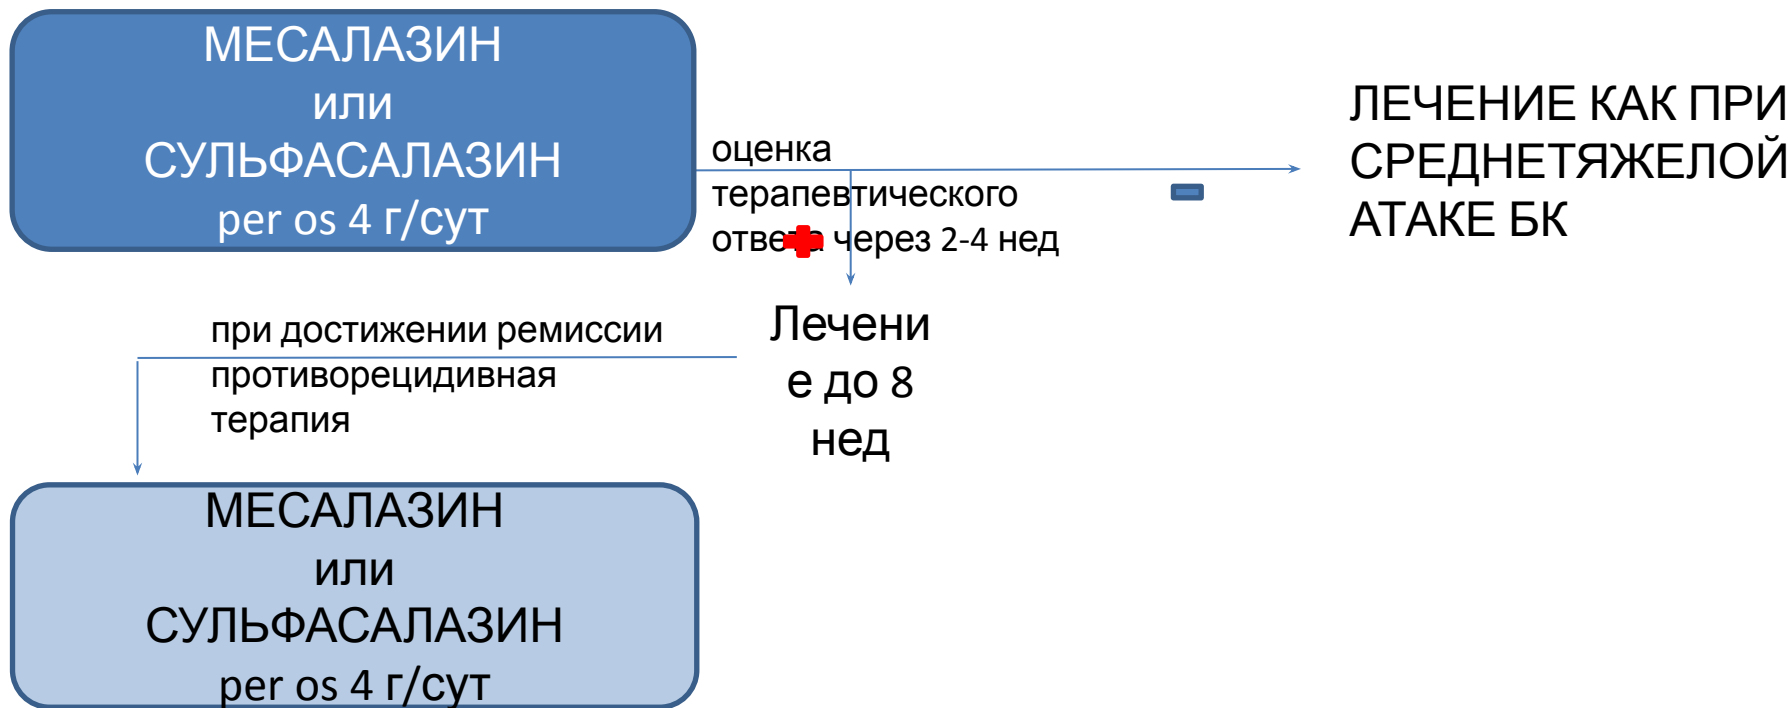 МЕСАЛАЗИН
или
СУЛЬФАСАЛАЗИН
per os 4 г/сут
оценка
терапевтического
ответа через 2-4 нед
ЛЕЧЕНИЕ КАК ПРИ
СРЕДНЕТЯЖЕЛОЙ
АТАКЕ БК
Лечени
е до 8
нед
при достижении ремиссии
противорецидивная
терапия
МЕСАЛАЗИН
или
СУЛЬФАСАЛАЗИН
per os 4 г/сут